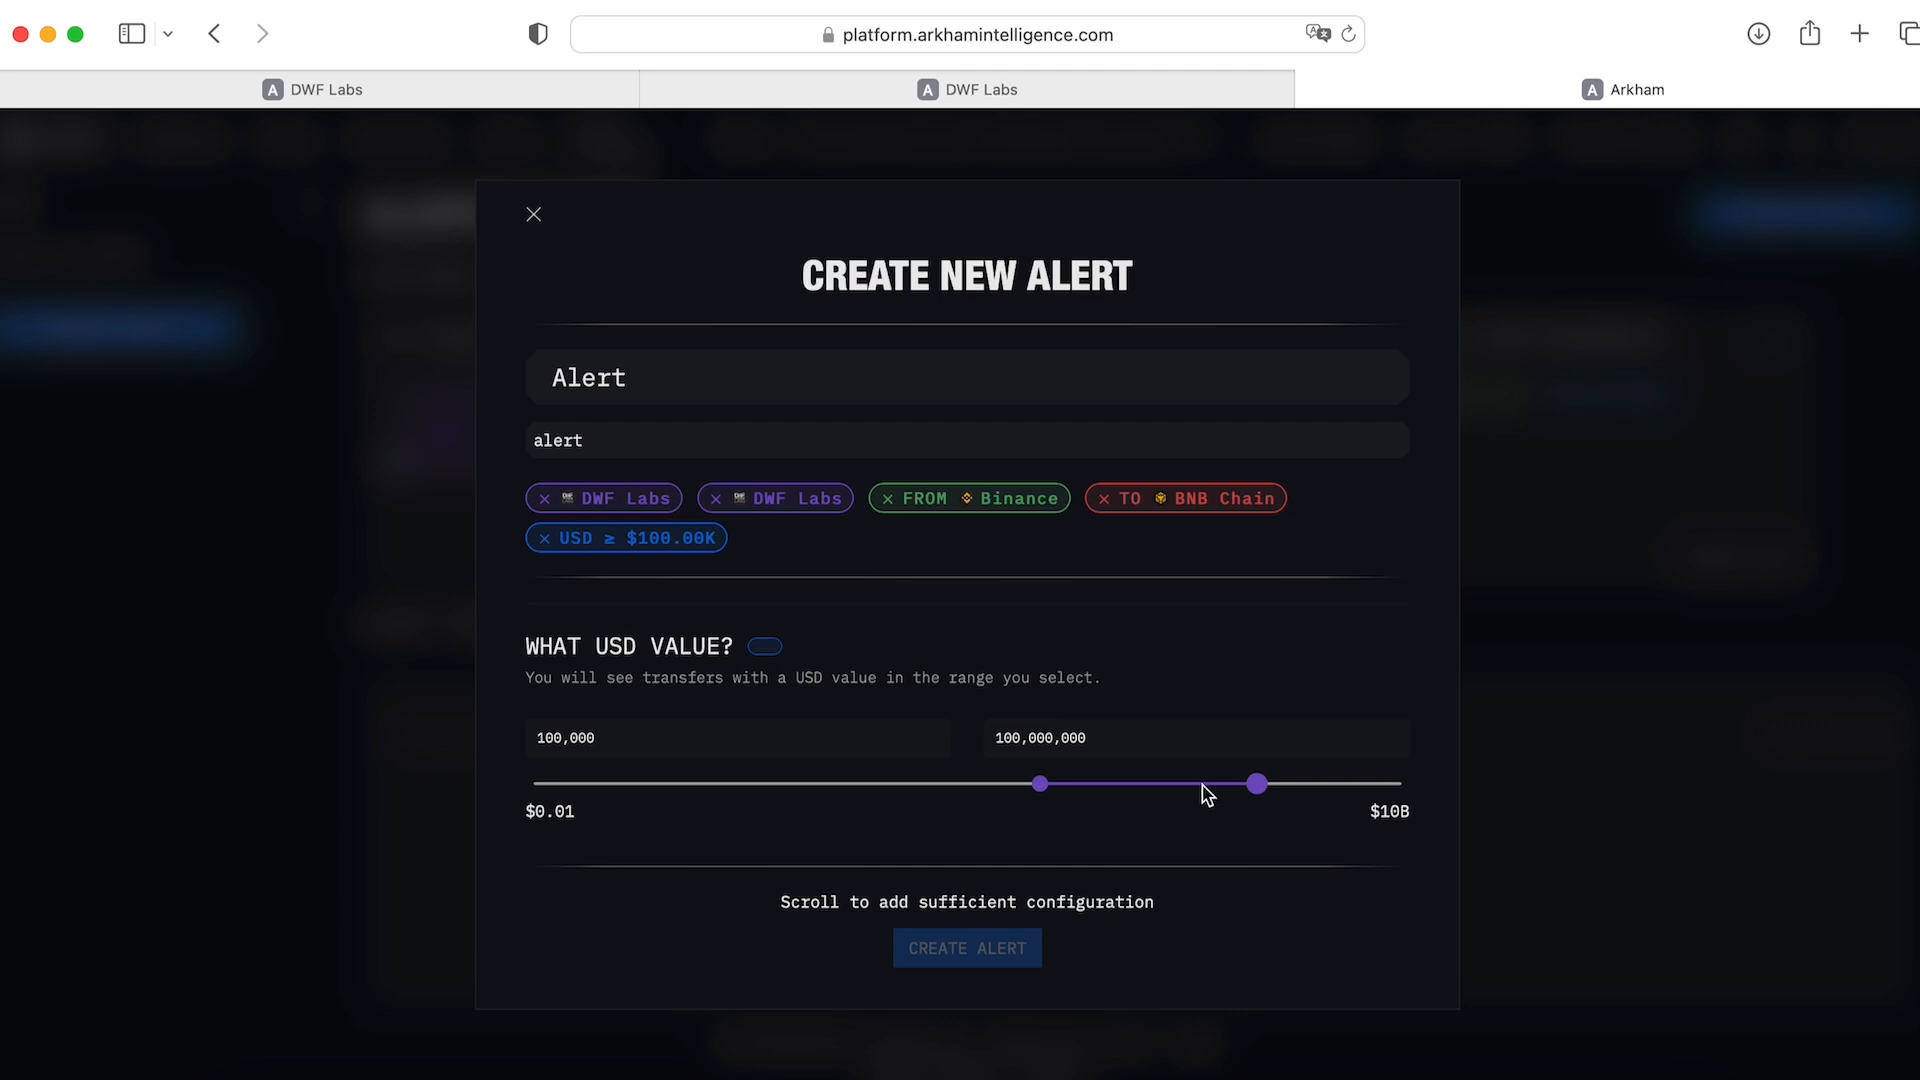 platform.arkhamintelligence.com
A DWF Labs
A DWF Labs
A Arkham
CREATE NEW ALERT
Alert
alert
× DWF Labs × DWF Labs × FROM Binance × TO BNB Chain
× USD ≥ $100.00K
WHAT USD VALUE?
You will see transfers with a USD value in the range you select.
100,000
100,000,000
$0.01
$10B
Scroll to add sufficient configuration
CREATE ALERT